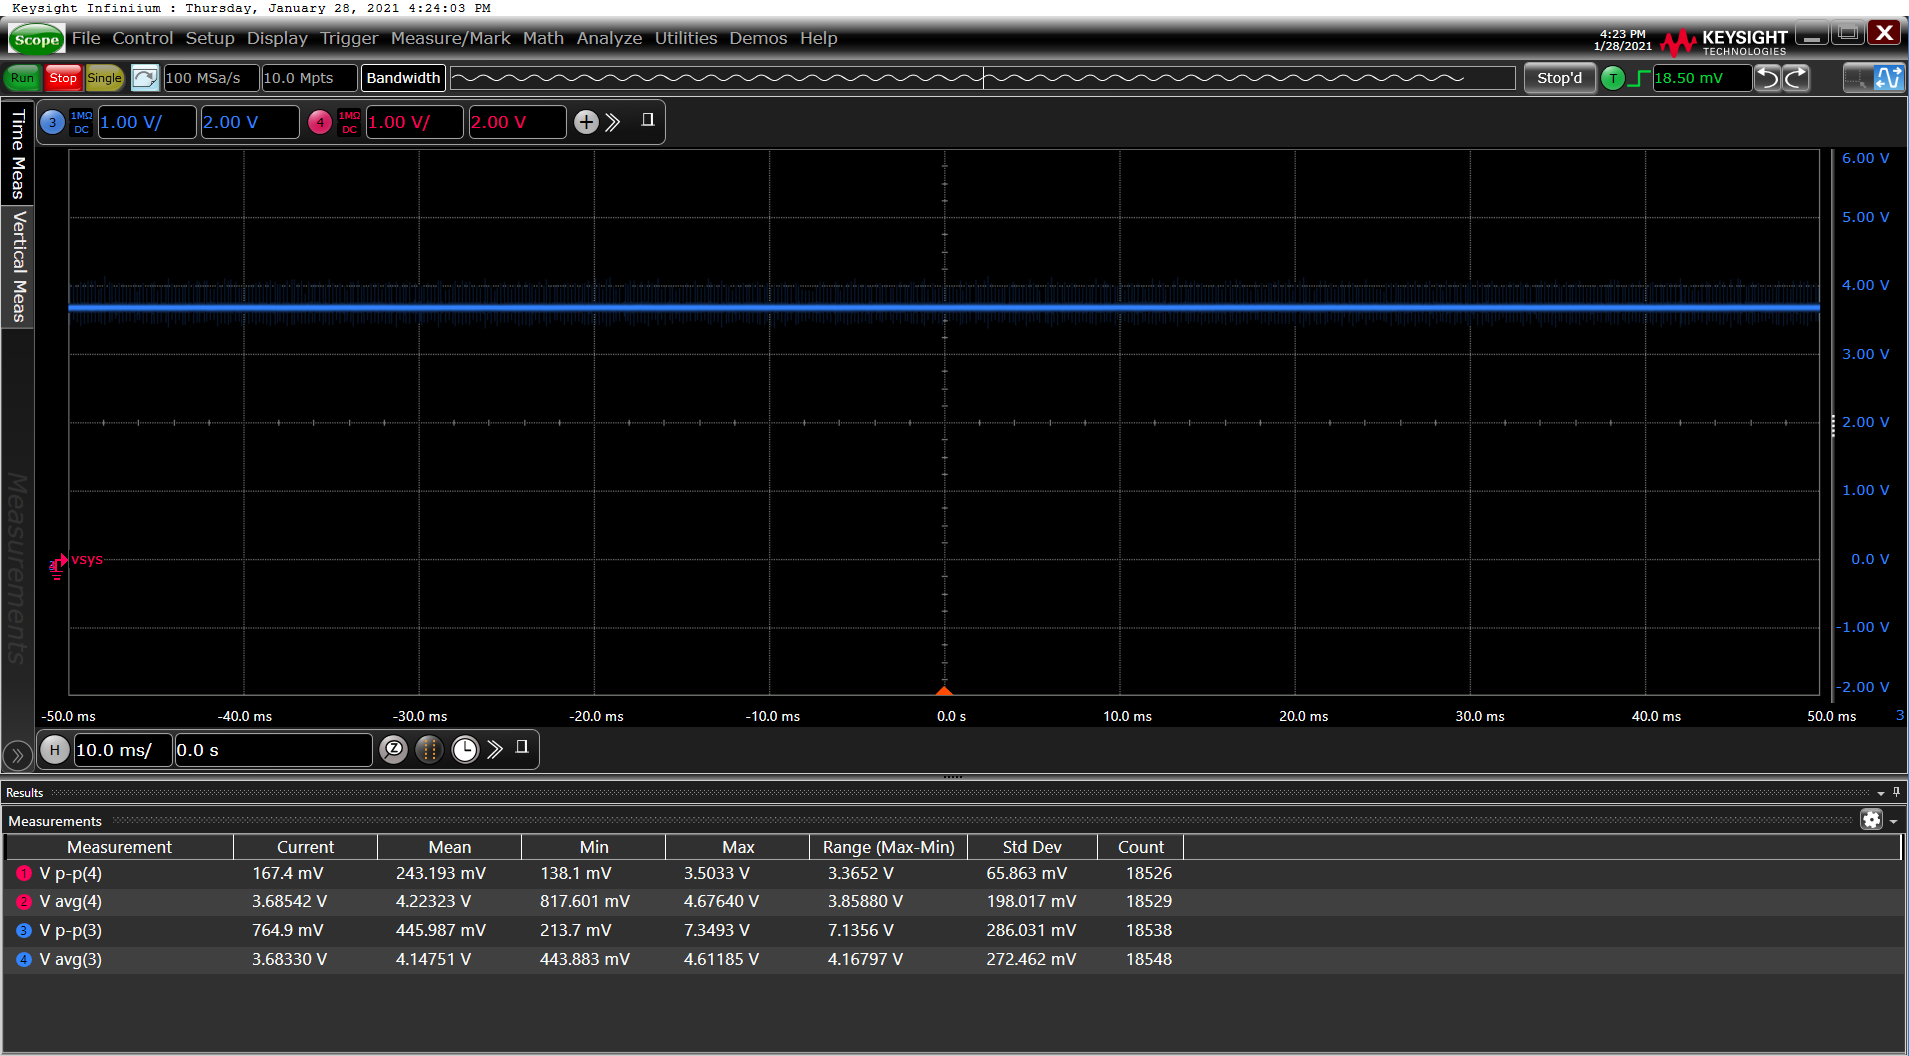 Keysight Infiniium : Thursday, January 28, 2021 4:24:03 PM
Scope File Control Setup Display Trigger Measure/Mark Math Analyze Utilities Demos Help
4:23 PM
1/28/2021
KEYSIGHT
TECHNOLOGIES
X
Run Stop Single 100 MSa/s 10.0 Mpts Bandwidth Stop'd T 18.50 mV
3 1MΩ DC 1.00 V/ 2.00 V 4 1MΩ DC 1.00 V/ 2.00 V
Time Meas
Vertical Meas
Measurements
6.00 V
5.00 V
4.00 V
3.00 V
2.00 V
1.00 V
vsys
0.0 V
-1.00 V
-2.00 V
-50.0 ms -40.0 ms -30.0 ms -20.0 ms -10.0 ms 0.0 s 10.0 ms 20.0 ms 30.0 ms 40.0 ms 50.0 ms 3
H 10.0 ms/ 0.0 s Z
Results
Measurements
Measurement Current Mean Min Max Range (Max-Min) Std Dev Count
1 V p-p(4) 167.4 mV 243.193 mV 138.1 mV 3.5033 V 3.3652 V 65.863 mV 18526
2 V avg(4) 3.68542 V 4.22323 V 817.601 mV 4.67640 V 3.85880 V 198.017 mV 18529
3 V p-p(3) 764.9 mV 445.987 mV 213.7 mV 7.3493 V 7.1356 V 286.031 mV 18538
4 V avg(3) 3.68330 V 4.14751 V 443.883 mV 4.61185 V 4.16797 V 272.462 mV 18548